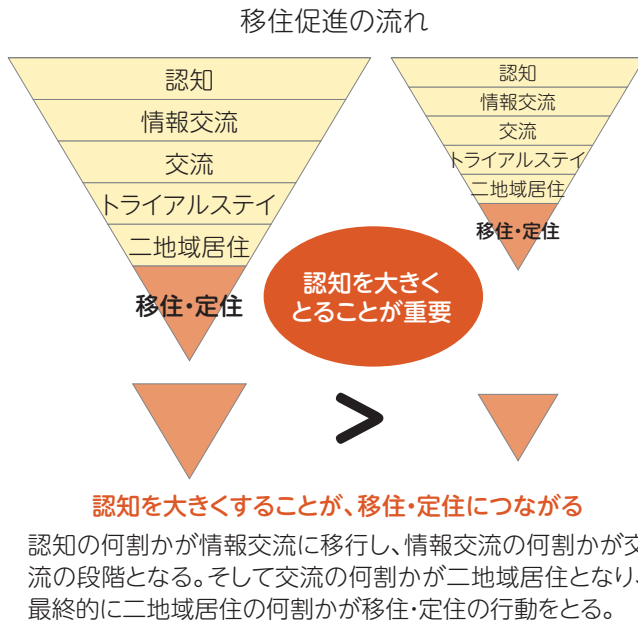 移住促進の流れ
認知
情報交流
交流
トライアルステイ
二地域居住
移住・定住
認知
情報交流
交流
トライアルステイ
二地域居住
移住・定住
認知を大きく
とることが重要
>
認知を大きくすることが、移住・定住につながる
認知の何割かが情報交流に移行し、情報交流の何割かが交
流の段階となる。そして交流の何割かが二地域居住となり、
最終的に二地域居住の何割かが移住・定住の行動をとる。